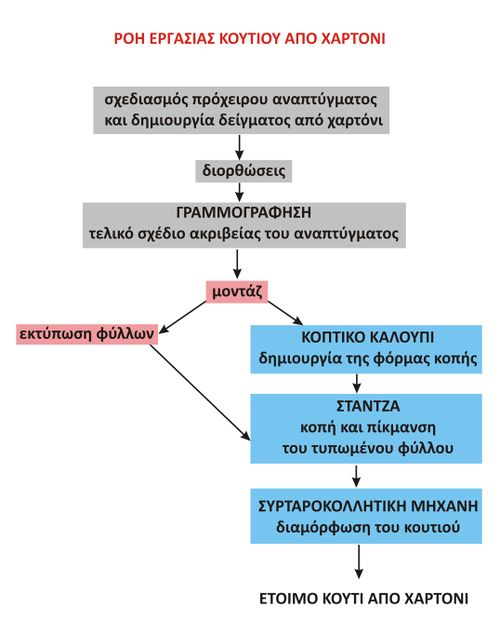 ΡΟΗ ΕΡΓΑΣΙΑΣ ΚΟΥΤΙΟΥ ΑΠΟ ΧΑΡΤΟΝΙ
σχεδιασμός πρόχειρου αναπτύγματος
και δημιουργία δείγματος από χαρτόνι
διορθώσεις
ΓΡΑΜΜΟΓΡΑΦΗΣΗ
τελικό σχέδιο ακριβείας του αναπτύγματος
μοντάζ
εκτύπωση φύλλων
ΚΟΠΤΙΚΟ ΚΑΛΟΥΠΙ
δημιουργία της φόρμας κοπής
ΣΤΑΝΤΖΑ
κοπή και πίκμανση
του τυπωμένου φύλλου
ΣΥΡΤΑΡΟΚΟΛΛΗΤΙΚΗ ΜΗΧΑΝΗ
διαμόρφωση του κουτιού
ΕΤΟΙΜΟ ΚΟΥΤΙ ΑΠΟ ΧΑΡΤΟΝΙ